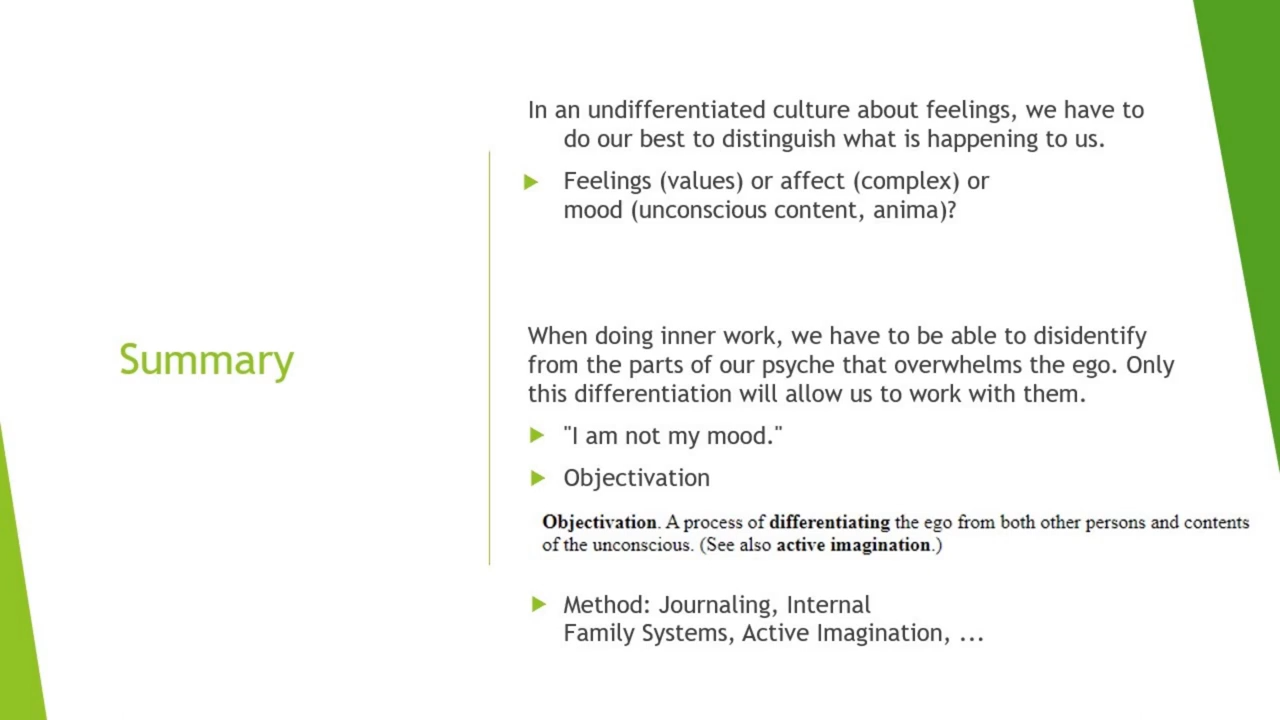 Summary
In an undifferentiated culture about feelings, we have to
do our best to distinguish what is happening to us.
Feelings (values) or affect (complex) or
mood (unconscious content, anima)?
When doing inner work, we have to be able to disidentify
from the parts of our psyche that overwhelms the ego. Only
this differentiation will allow us to work with them.
"I am not my mood."
Objectivation
Objectivation. A process of differentiating the ego from both other persons and contents
of the unconscious. (See also active imagination.)
Method: Journaling, Internal
Family Systems, Active Imagination, ...